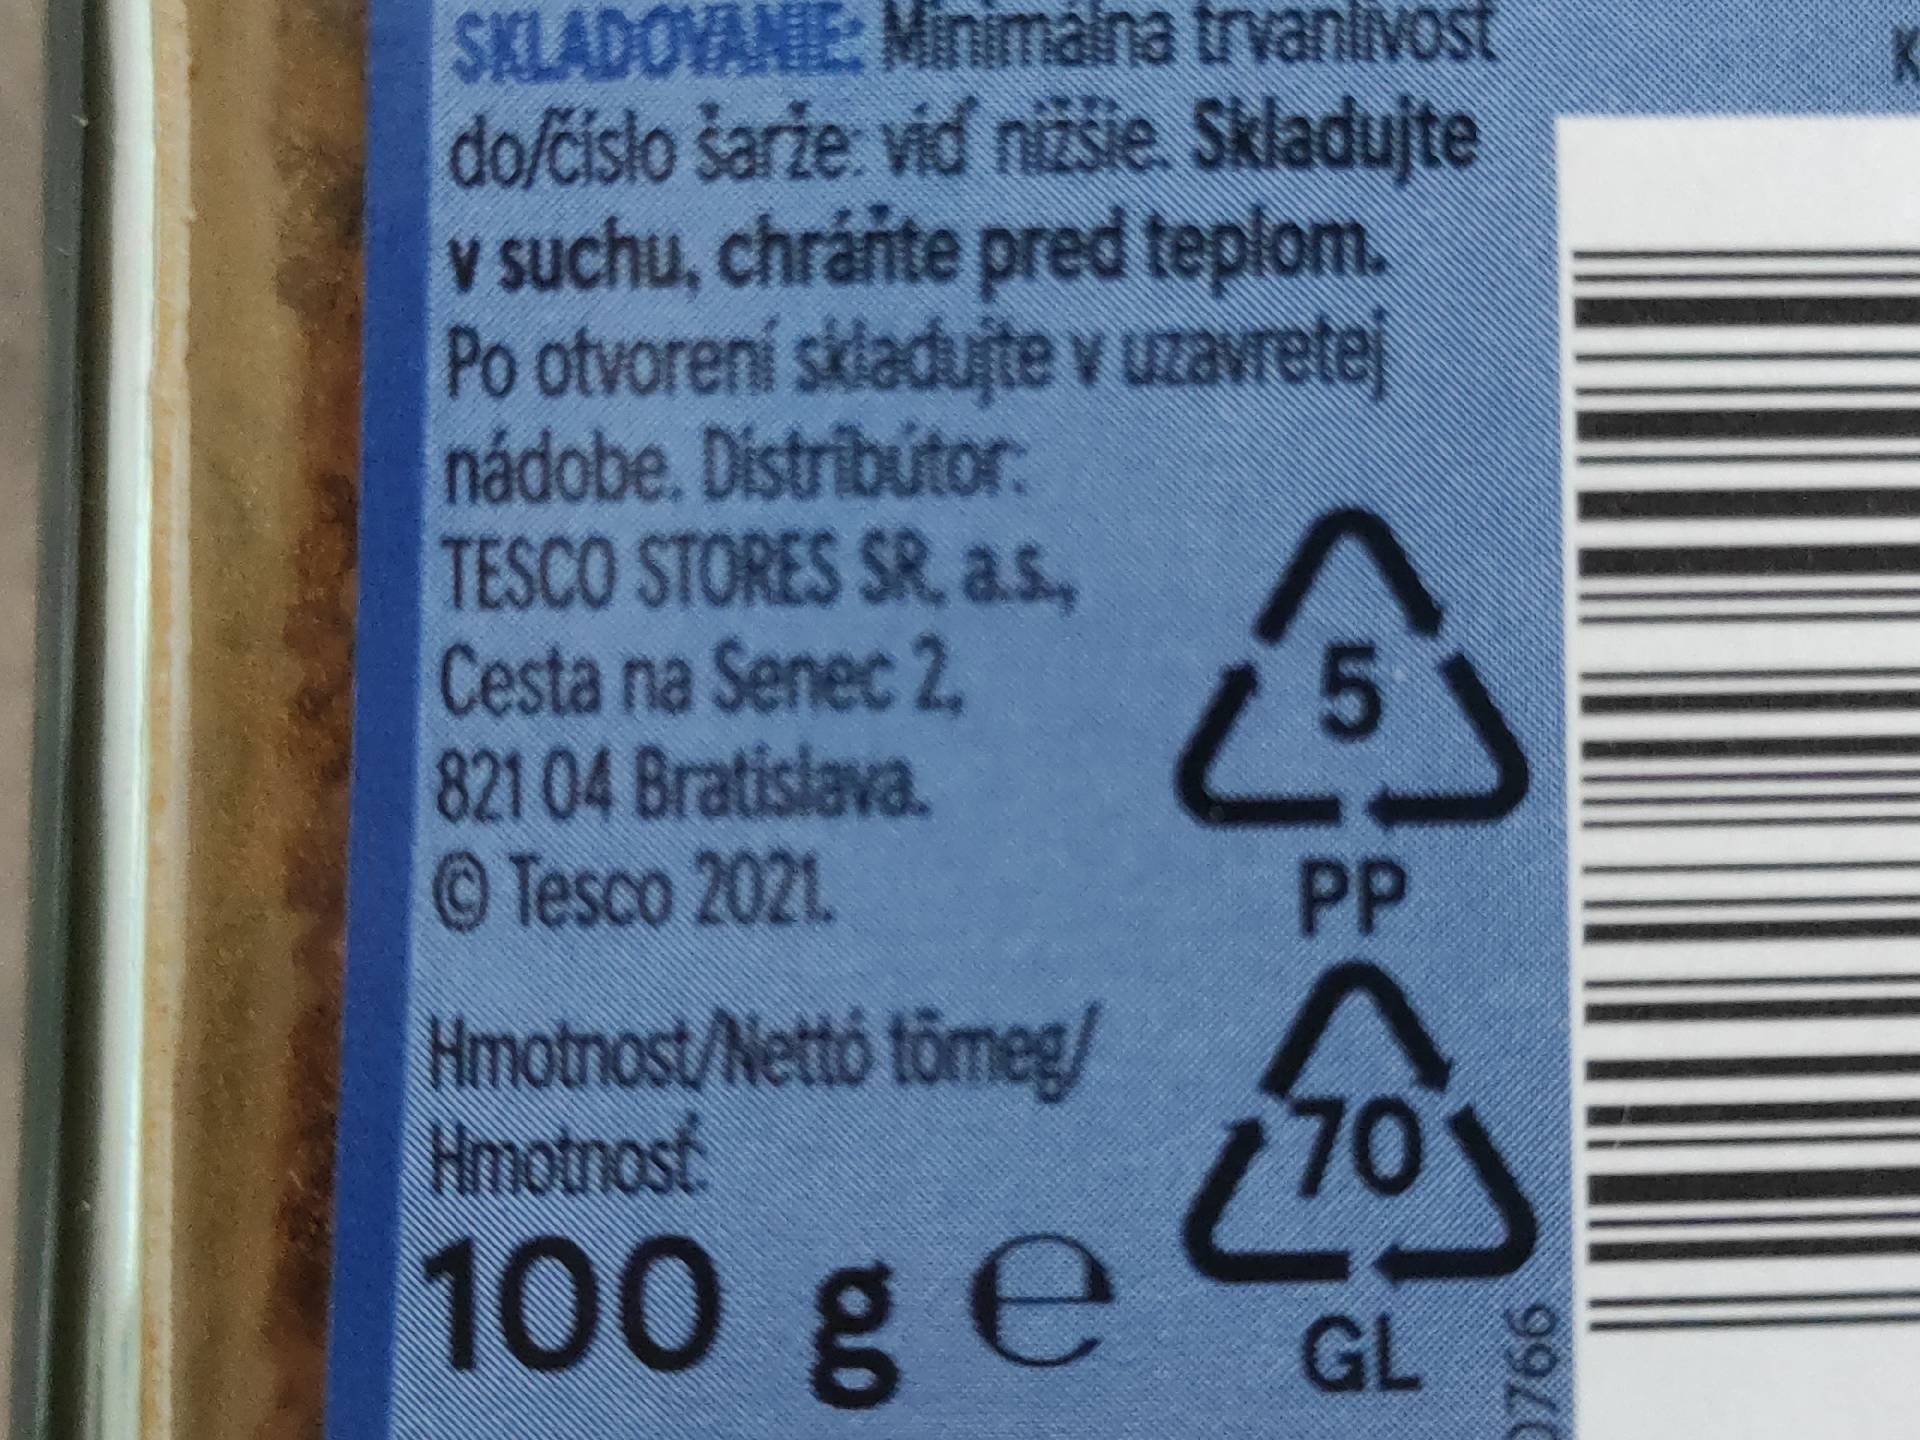 SKLADOVANIE: Minimálna trvanlivosť
do/číslo šarže: viď nižšie. Skladujte
v suchu, chráňte pred teplom.
Po otvorení skladujte v uzavretej
nádobe. Distribútor:
TESCO STORES SR, a.s.,
Cesta na Senec 2,
821 04 Bratislava.
© Tesco 2021.
Hmotnost/Nettó tömeg/
Hmotnosť:
100 g ℮
5
PP
70
GL
K
0766